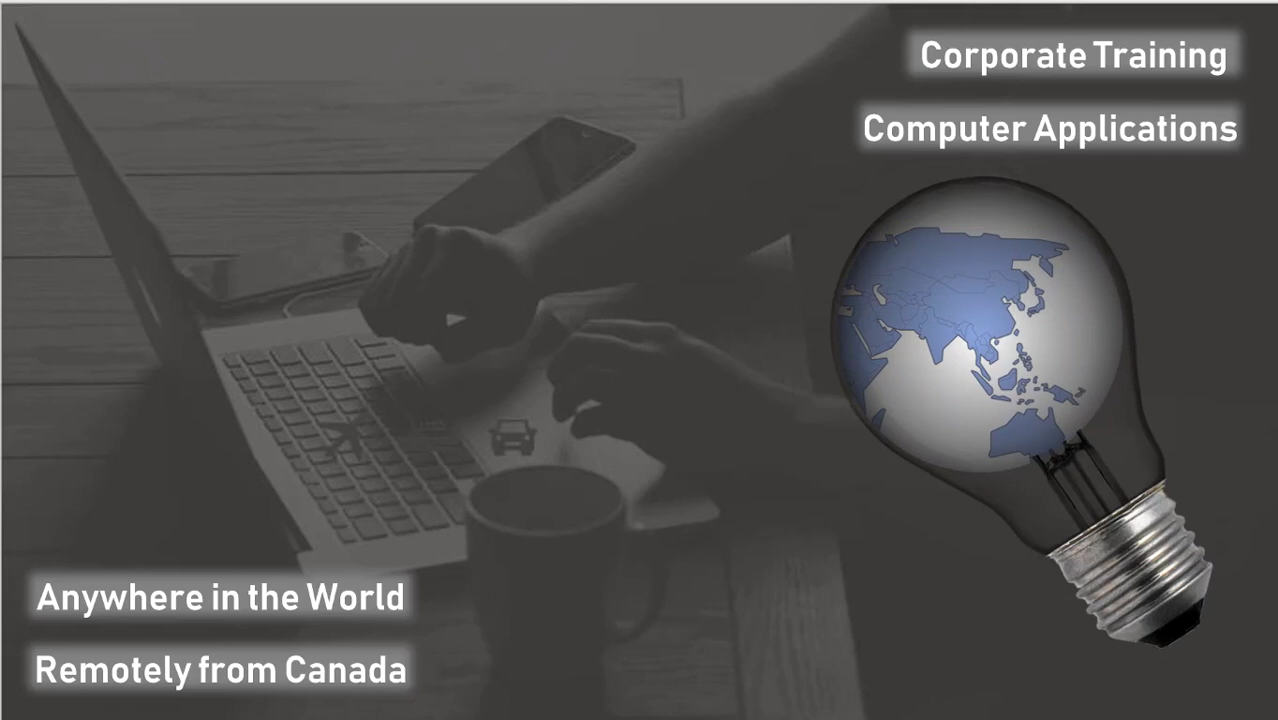 Corporate Training
Computer Applications
Anywhere in the World
Remotely from Canada